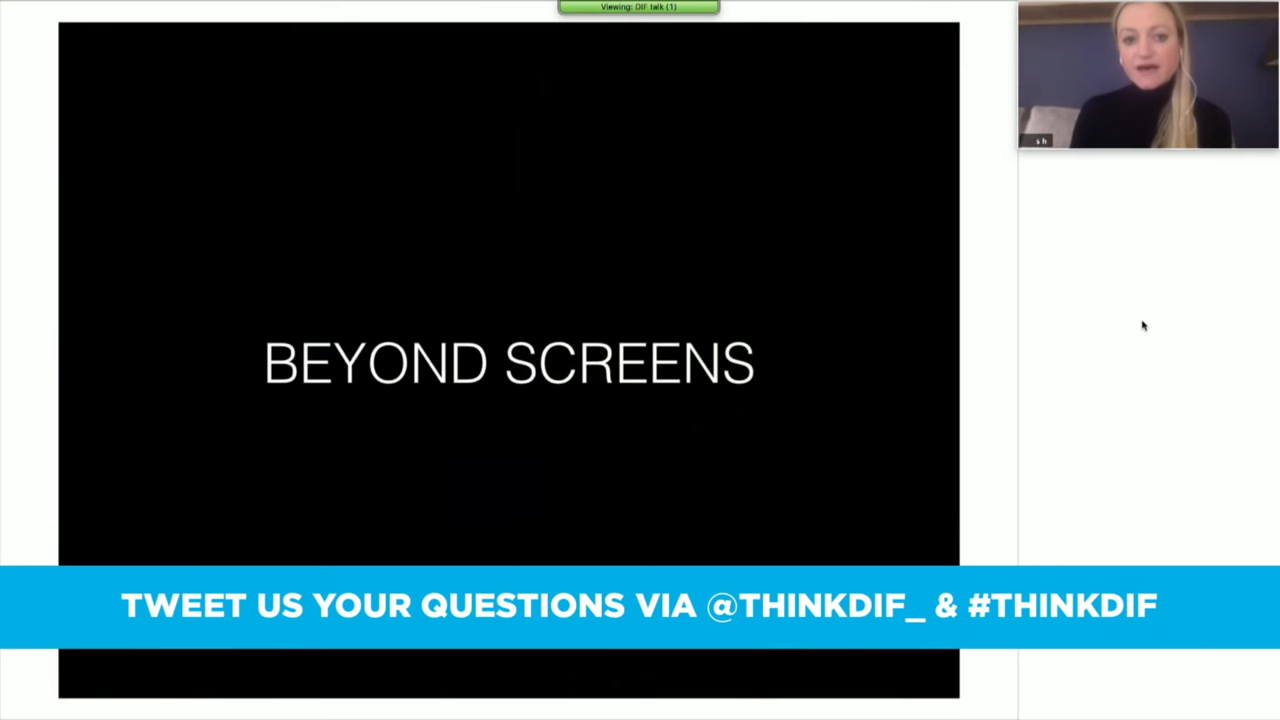 Viewing: DIF talk (1)
s h
BEYOND SCREENS
TWEET US YOUR QUESTIONS VIA @THINKDIF_ & #THINKDIF